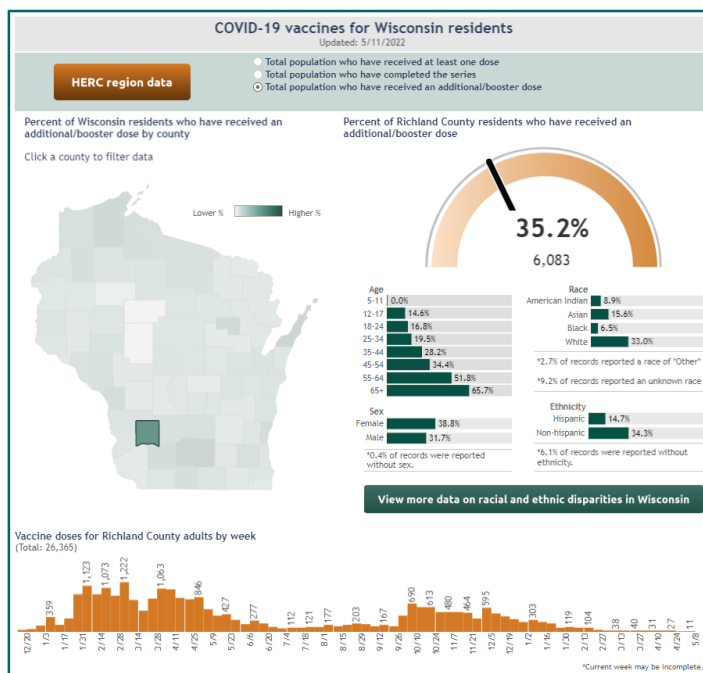 COVID-19 vaccines for Wisconsin residents
Updated: 5/11/2022
HERC region data
Total population who have received at least one dose
Total population who have completed the series
Total population who have received an additional/booster dose
Percent of Wisconsin residents who have received an
additional/booster dose by county
Click a county to filter data
Lower % Higher %
Percent of Richland County residents who have received an
additional/booster dose
35.2%
6,083
Age
5-11 0.0%
12-17 14.6%
18-24 16.8%
25-34 19.5%
35-44 28.2%
45-54 34.4%
55-64 51.8%
65+ 65.7%
Race
American Indian 8.9%
Asian 15.6%
Black 6.5%
White 33.0%
*2.7% of records reported a race of "Other"
*9.2% of records reported an unknown race
Sex
Female 38.8%
Male 31.7%
*0.4% of records were reported
without sex.
Ethnicity
Hispanic 14.7%
Non-hispanic 34.3%
*6.1% of records were reported without
ethnicity.
View more data on racial and ethnic disparities in Wisconsin
Vaccine doses for Richland County adults by week
(Total: 26,365)
359 1,123 1,073 1,222 1,063 846 427 277 112 121 177 203 167 690 613 480 464 595 303 119 104 38 40 31 27 11
12/20 1/3 1/17 1/31 2/14 2/28 3/14 3/28 4/11 4/25 5/9 5/23 6/6 6/20 7/4 7/18 8/1 8/15 8/29 9/12 9/26 10/10 10/24 11/7 11/21 12/5 12/19 1/2 1/16 1/30 2/13 2/27 3/13 3/27 4/10 4/24 5/8
*Current week may be incomplete.